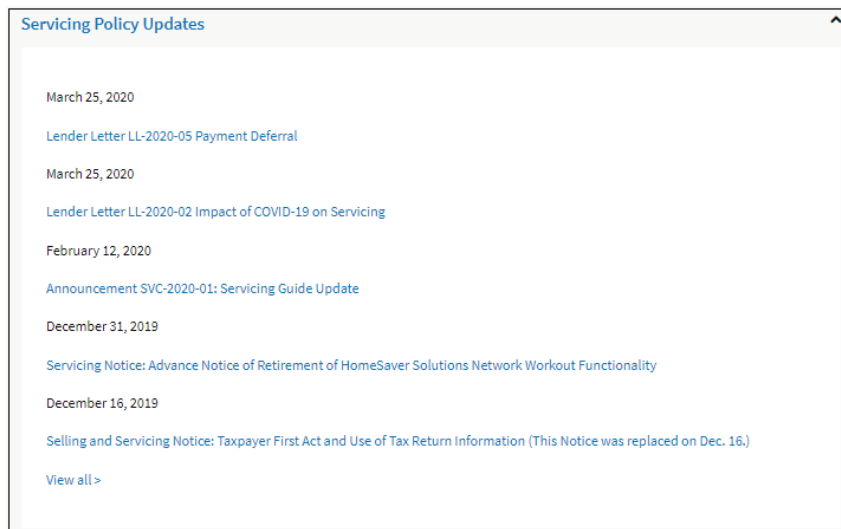 Servicing Policy Updates
March 25, 2020
Lender Letter LL-2020-05 Payment Deferral
March 25, 2020
Lender Letter LL-2020-02 Impact of COVID-19 on Servicing
February 12, 2020
Announcement SVC-2020-01: Servicing Guide Update
December 31, 2019
Servicing Notice: Advance Notice of Retirement of HomeSaver Solutions Network Workout Functionality
December 16, 2019
Selling and Servicing Notice: Taxpayer First Act and Use of Tax Return Information (This Notice was replaced on Dec. 16.)
View all >